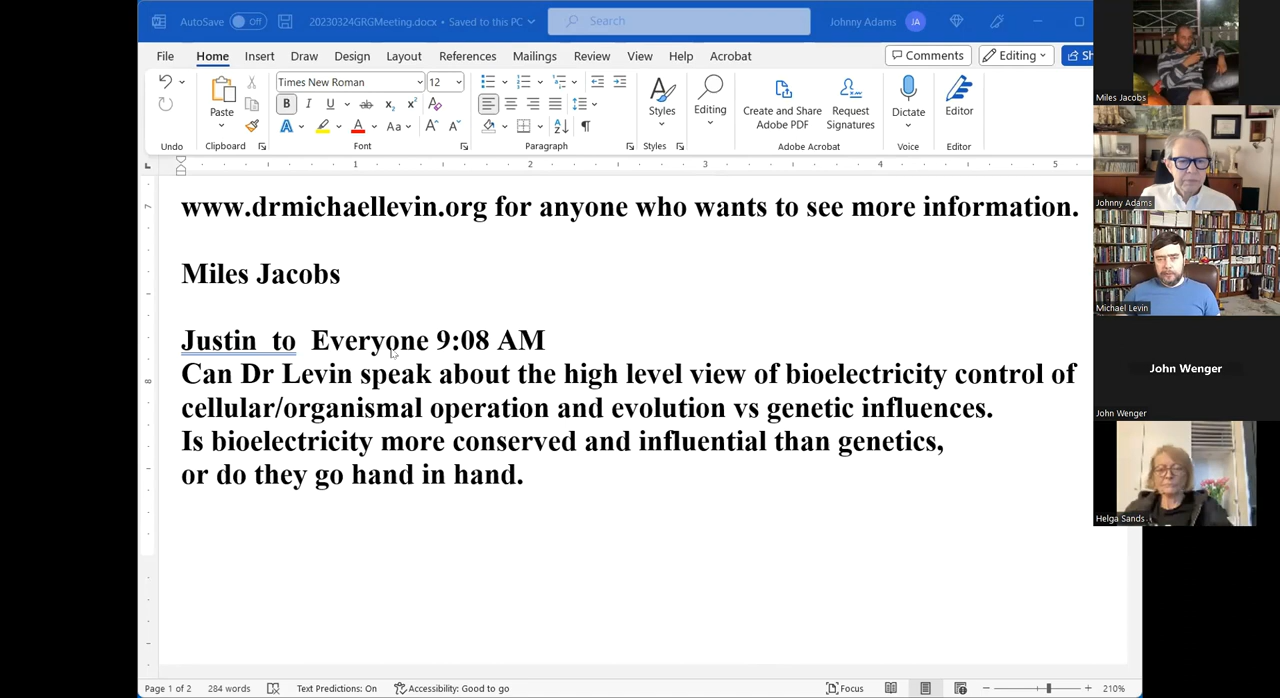 AutoSave Off 20230324GRGMeeting.docx • Saved to this PC Search Johnny Adams JA
File Home Insert Draw Design Layout References Mailings Review View Help Acrobat Comments Editing Sh
Times New Roman 12
Paste
Styles
Editing
Create and Share Adobe PDF
Request Signatures
Dictate
Editor
Undo Clipboard Font Paragraph Styles Adobe Acrobat Voice Editor
1 2 3 4 5
www.drmichaellevin.org for anyone who wants to see more information.
Miles Jacobs
Justin to Everyone 9:08 AM
Can Dr Levin speak about the high level view of bioelectricity control of
cellular/organismal operation and evolution vs genetic influences.
Is bioelectricity more conserved and influential than genetics,
or do they go hand in hand.
Page 1 of 2 284 words Text Predictions: On Accessibility: Good to go Focus 210%
Miles Jacobs
Johnny Adams
Michael Levin
John Wenger
John Wenger
Helga Sands